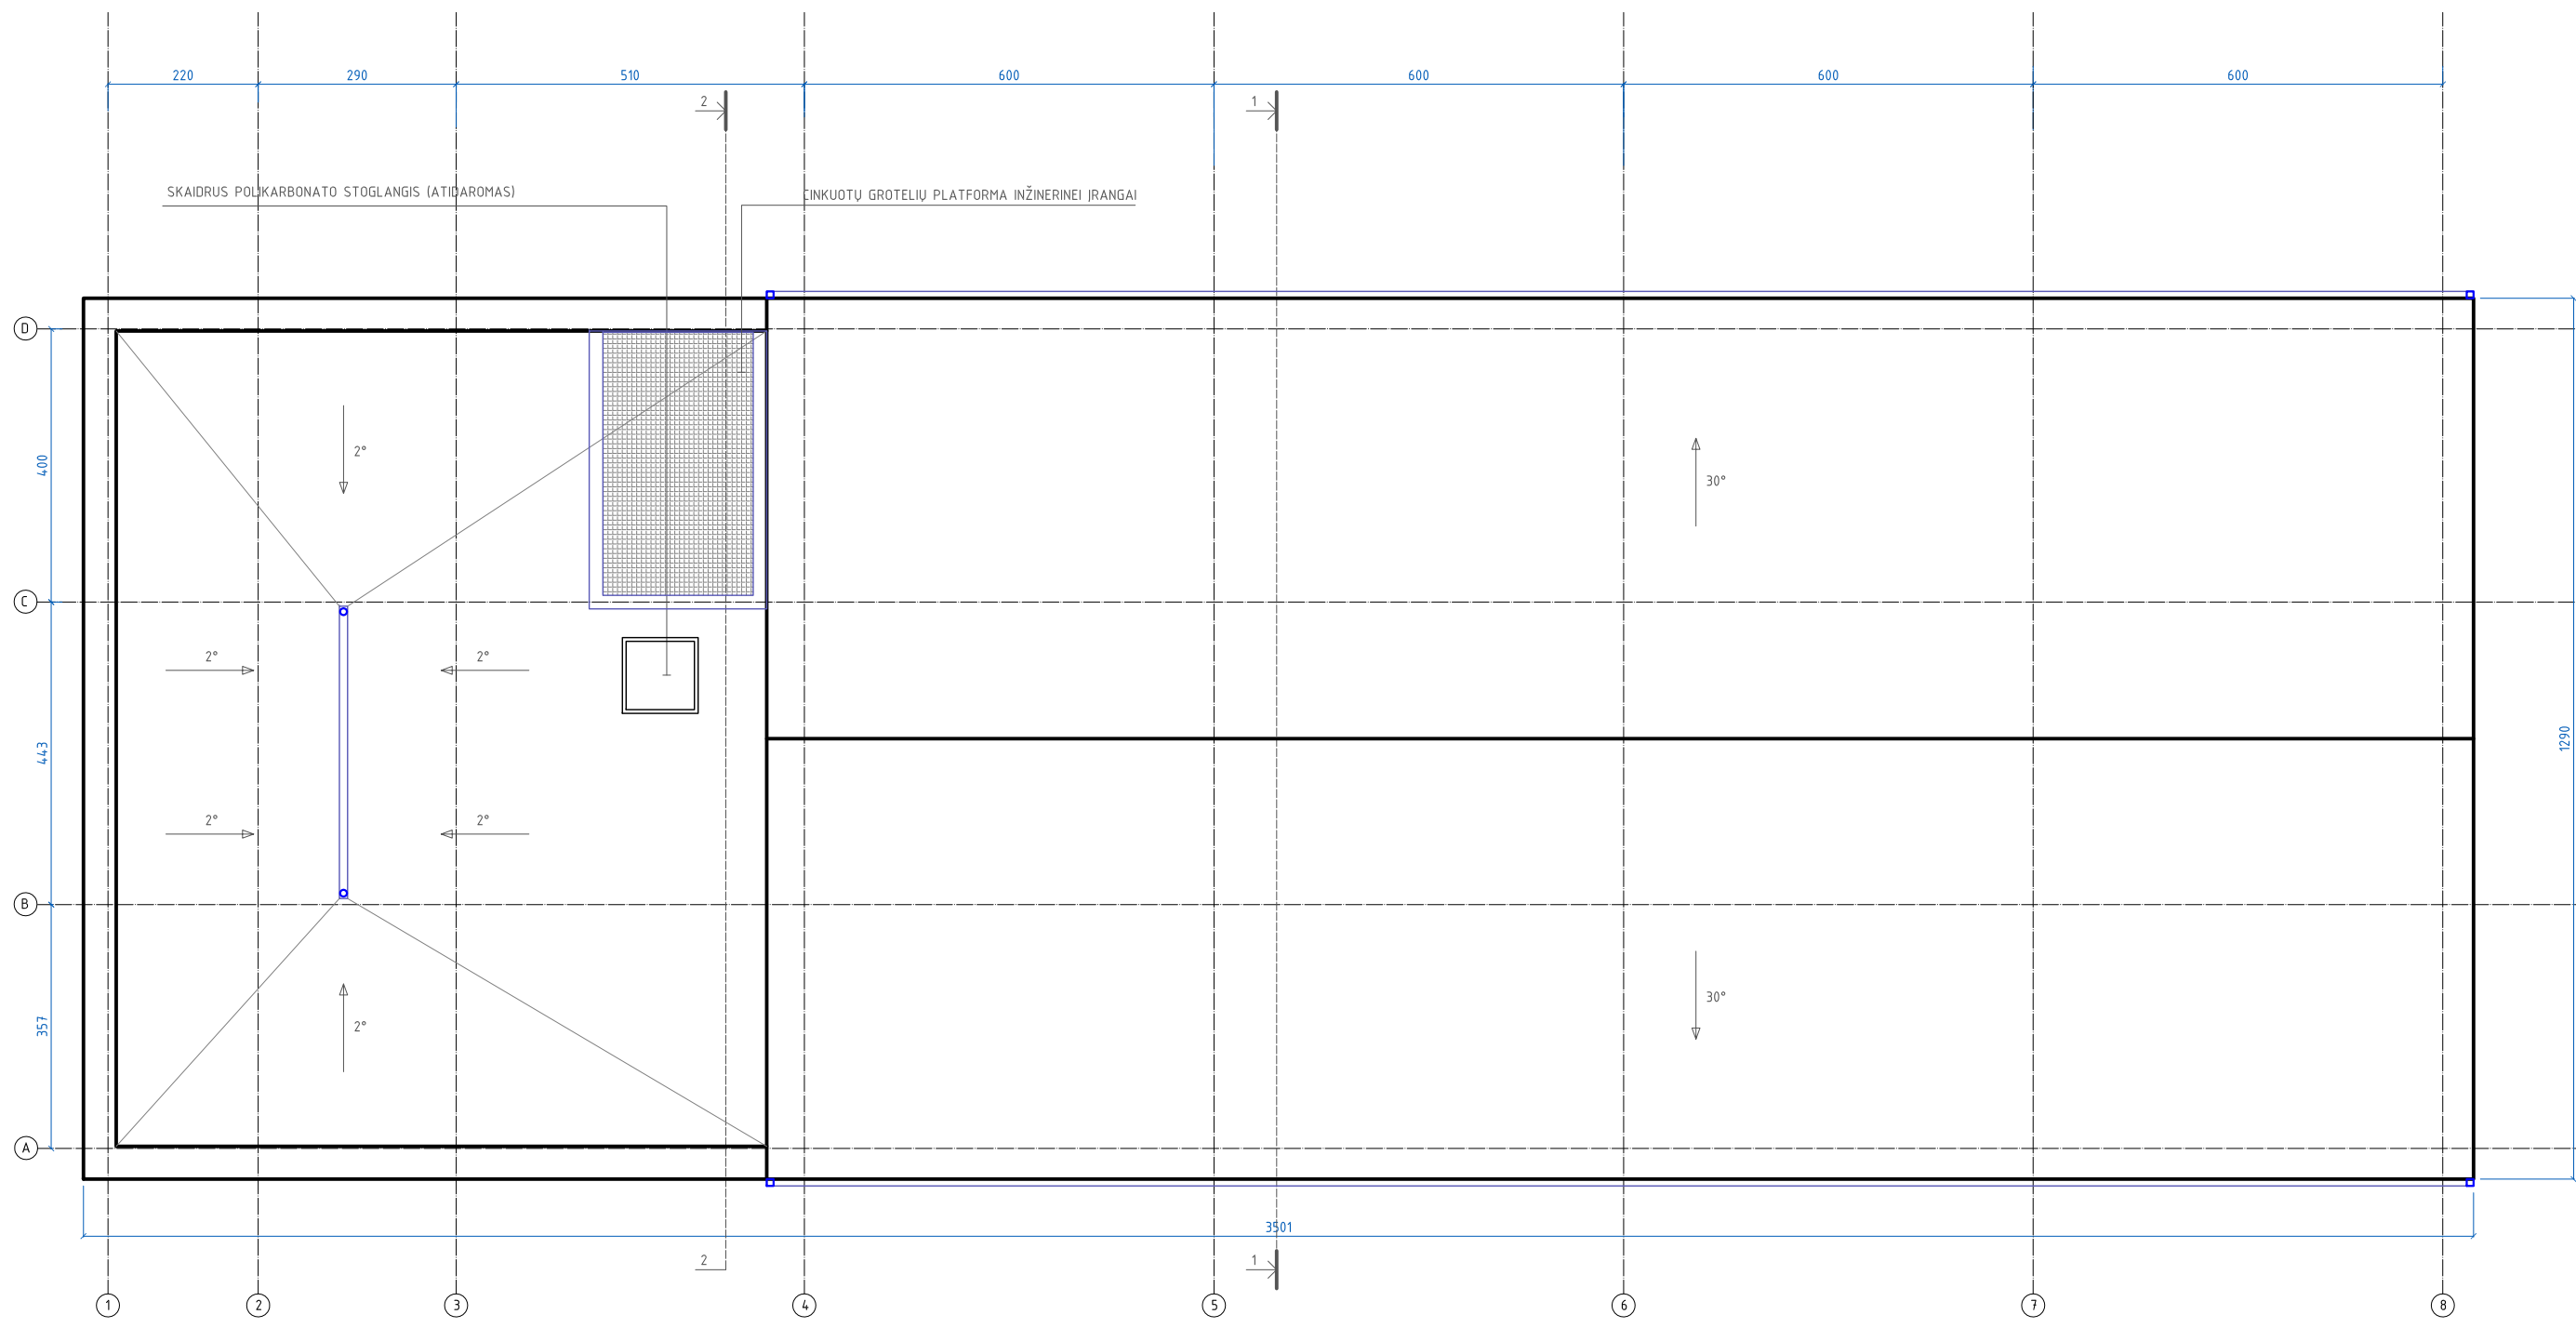 220 290 510 600 600 600 600
2 1
SKAIDRUS POLIKARBONATO STOGLANGIS (ATIDAROMAS)
CINKUOTŲ GROTELIŲ PLATFORMA INŽINERINEI ĮRANGAI
D
400
2°
30°
C
2° 2°
443
1290
2° 2°
B
30°
357
2°
A
3501
2 1
1 2 3 4 5 6 7 8